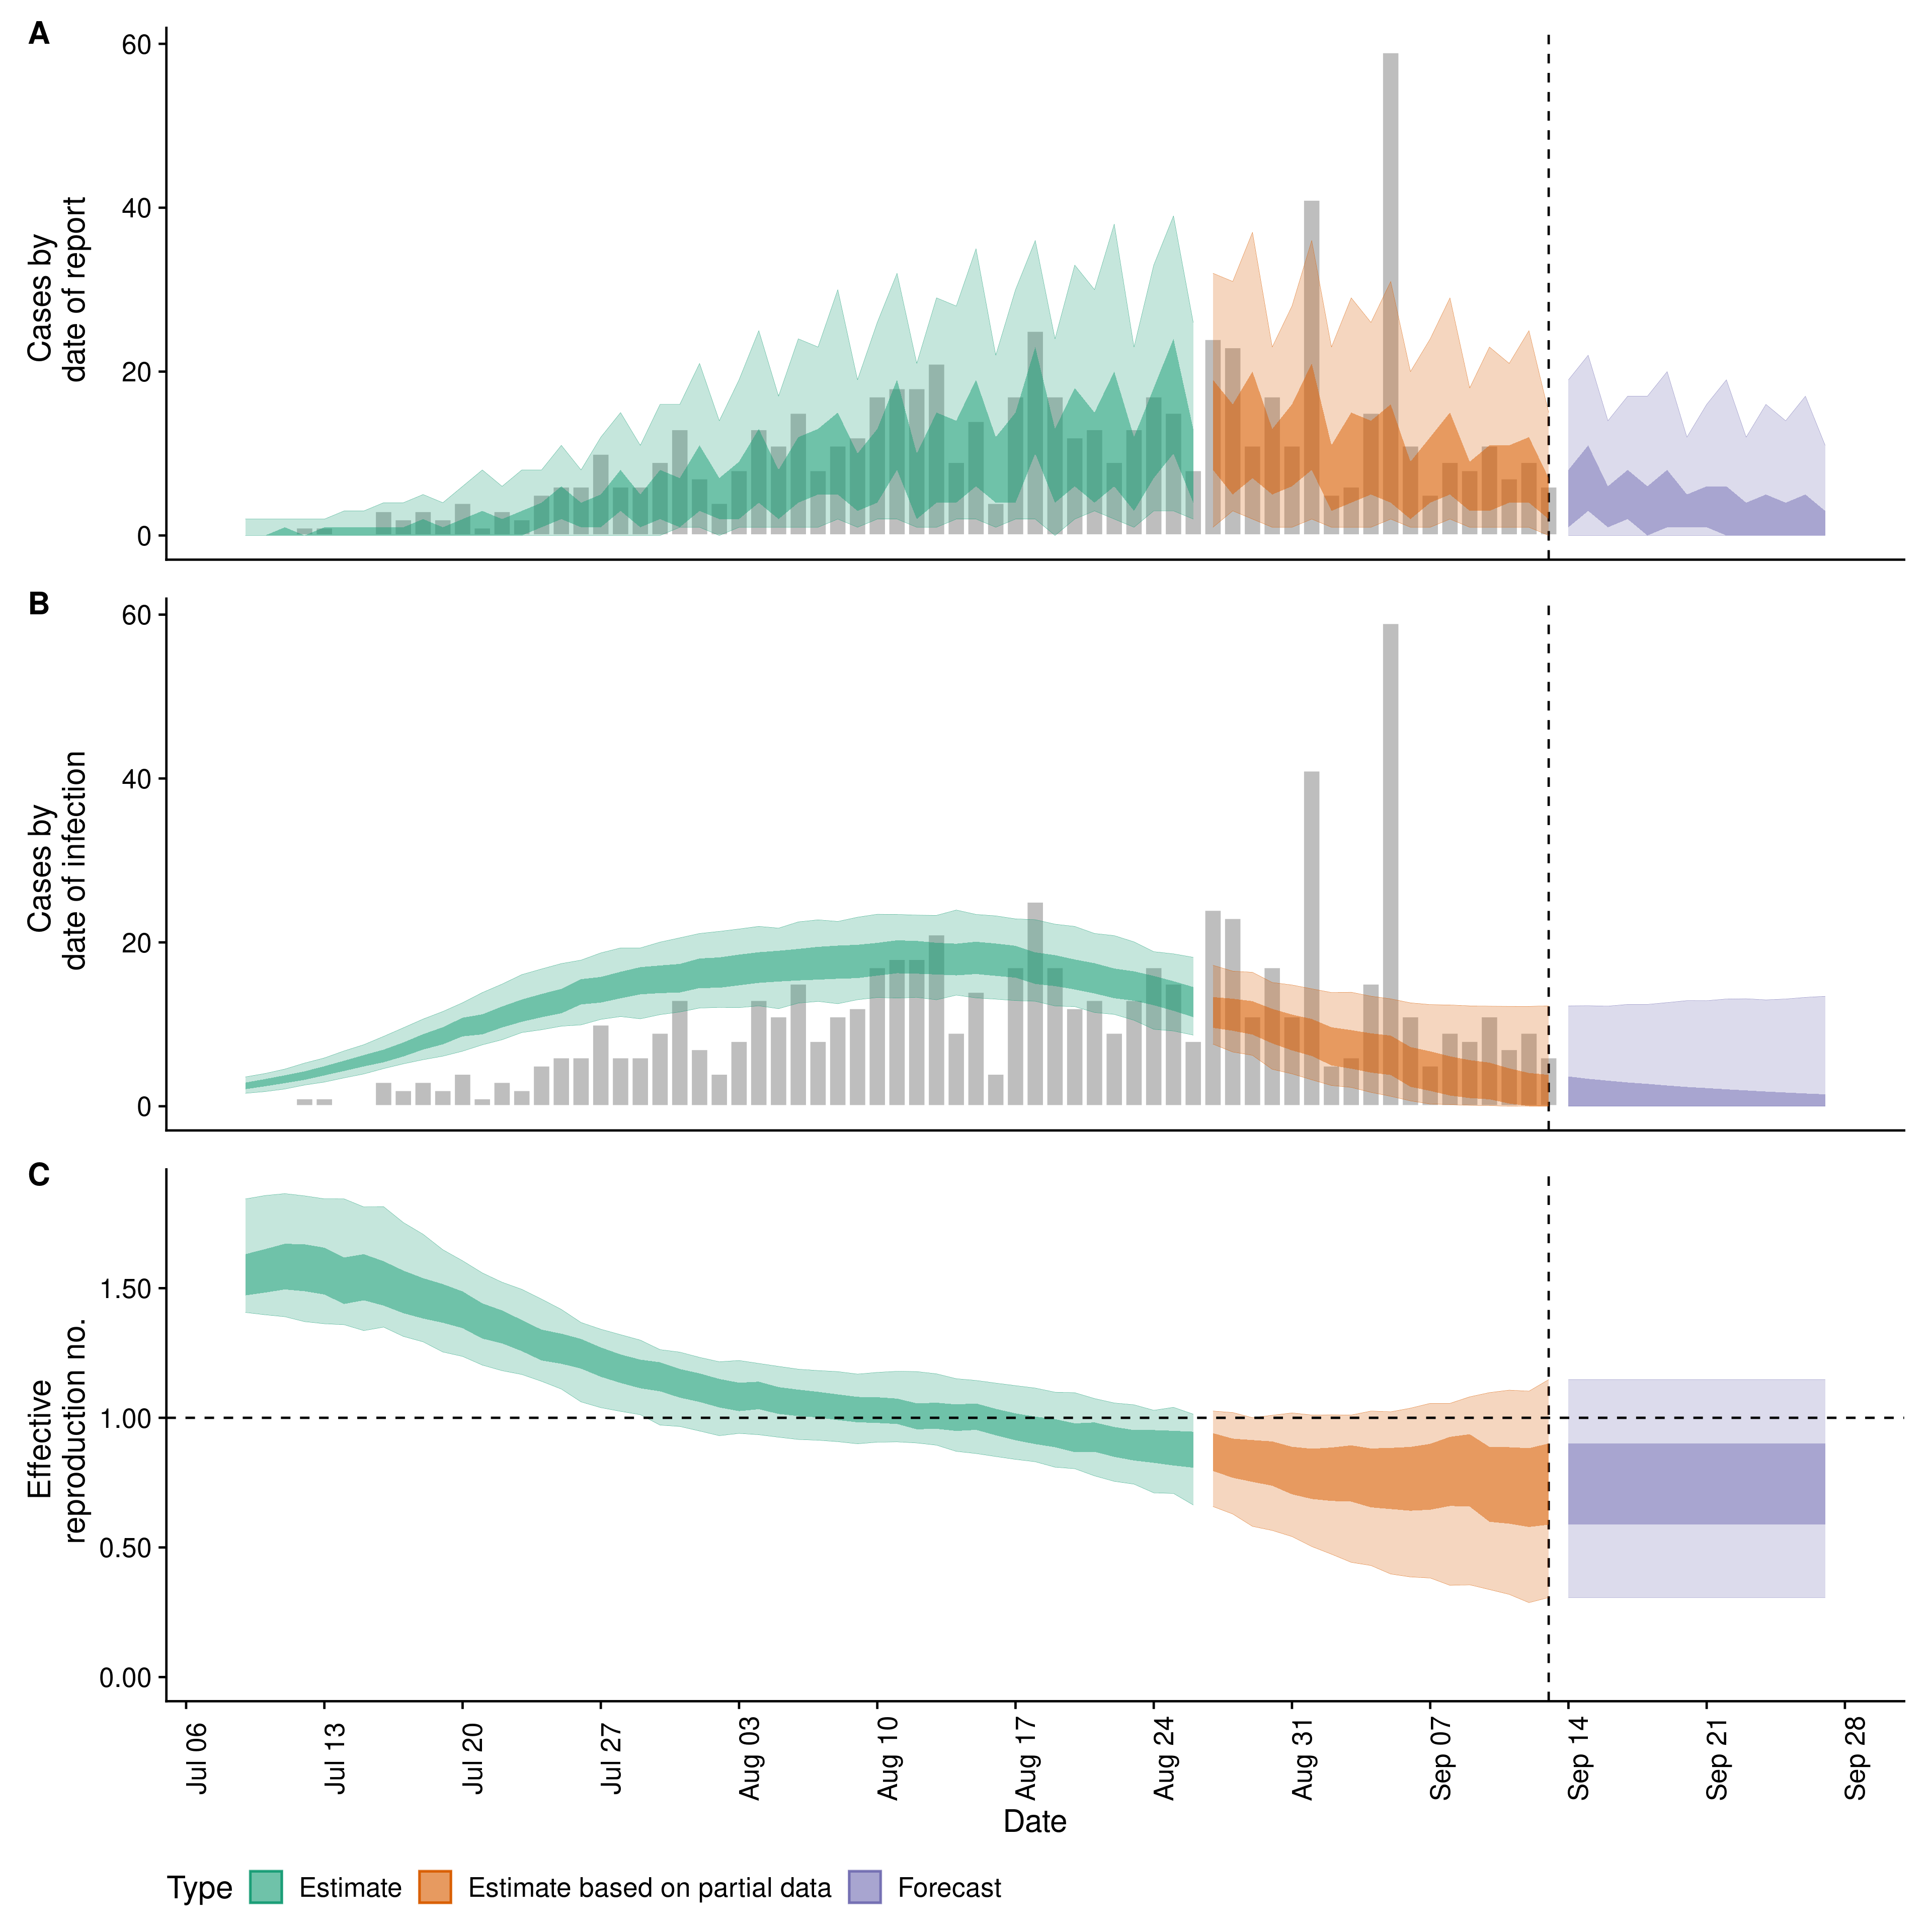 A
60
40
20
0
Cases by
date of report
B
60
40
20
0
Cases by
date of infection
C
1.50
1.00
0.50
0.00
Effective
reproduction no.
Jul 06
Jul 13
Jul 20
Jul 27
Aug 03
Aug 10
Aug 17
Aug 24
Aug 31
Sep 07
Sep 14
Sep 21
Sep 28
Date
Type Estimate Estimate based on partial data Forecast